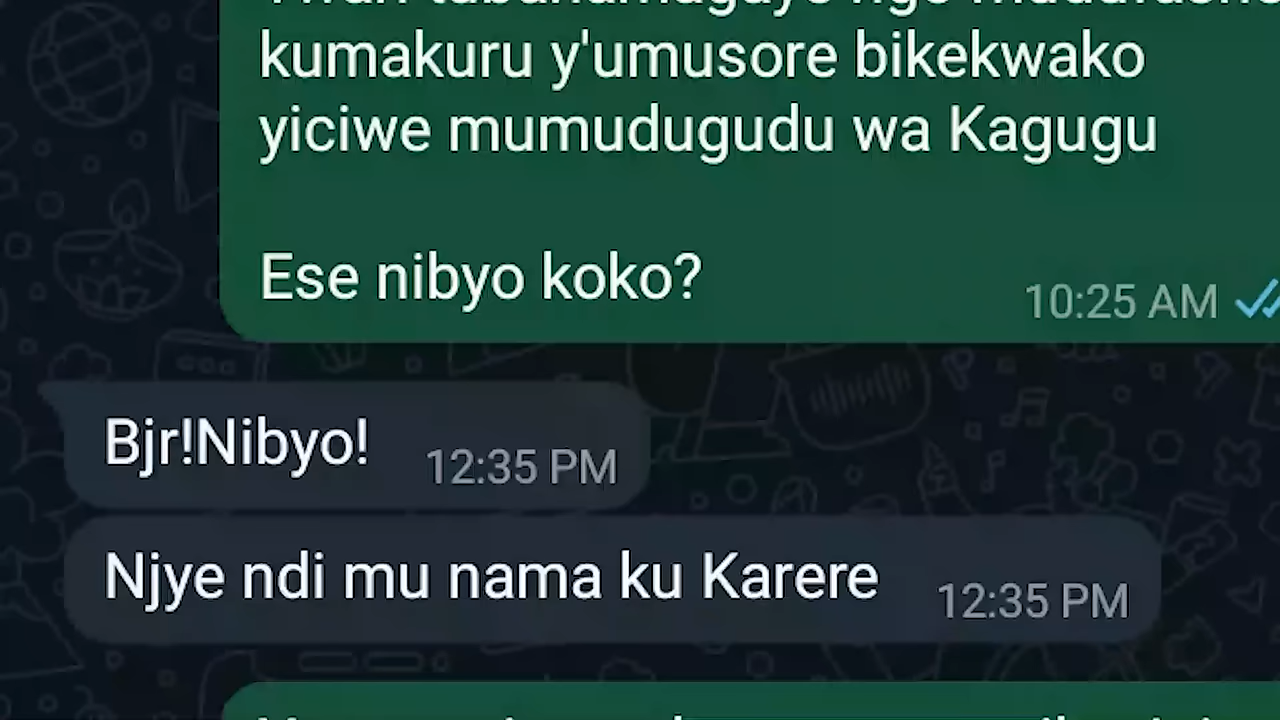 kumakuru y'umusore bikekwako
yiciwe mumudugudu wa Kagugu
Ese nibyo koko?
10:25 AM
Bjr!Nibyo!
12:35 PM
Njye ndi mu nama ku Karere
12:35 PM